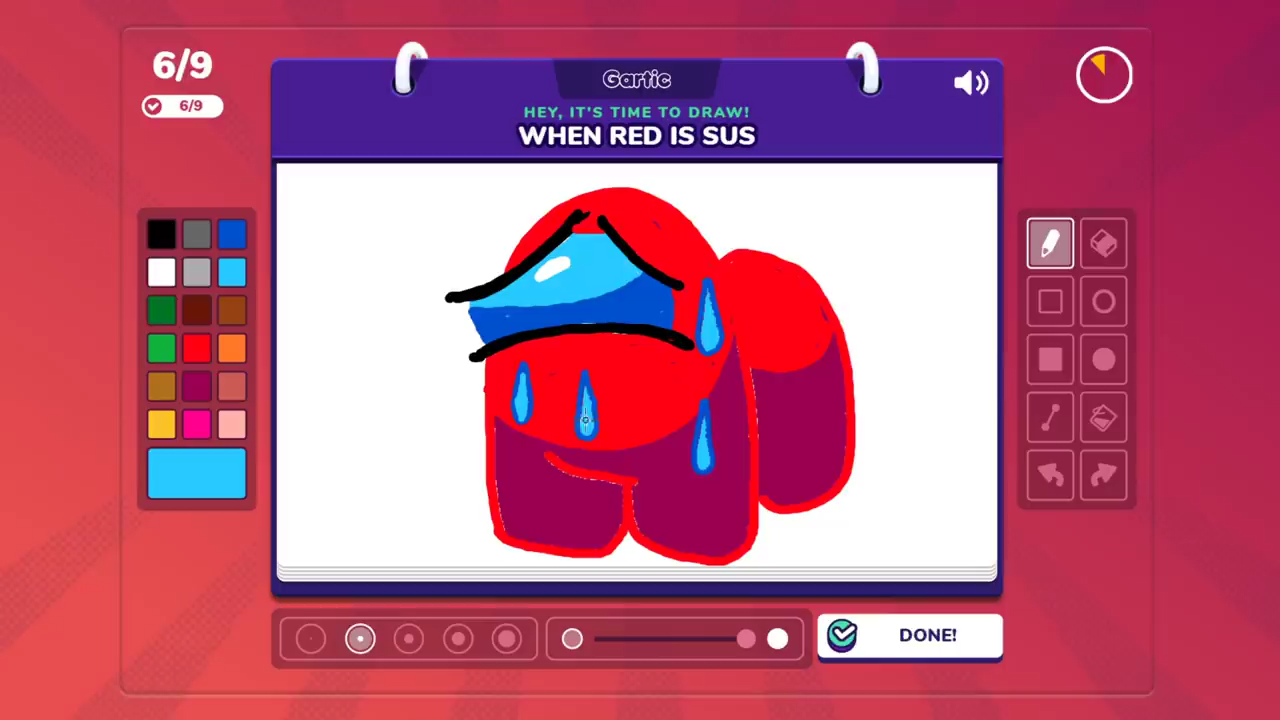 6/9
6/9
Gartic
HEY, IT'S TIME TO DRAW!
WHEN RED IS SUS
DONE!